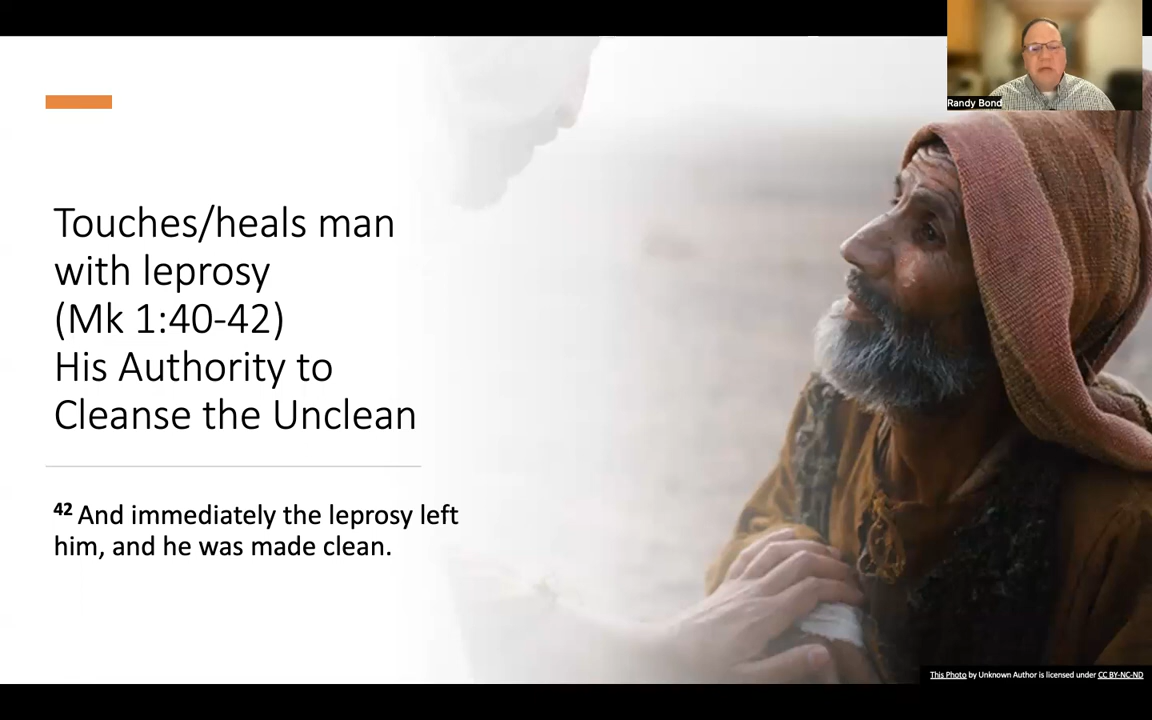 Randy Bond
Touches/heals man
with leprosy
(Mk 1:40-42)
His Authority to
Cleanse the Unclean
42 And immediately the leprosy left
him, and he was made clean.
This Photo by Unknown Author is licensed under CC BY-NC-ND